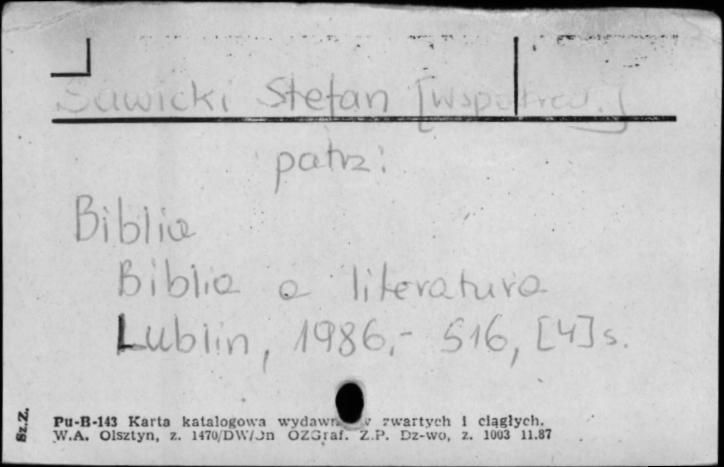 Sawicki Stefan [współred.]
patrz:
Biblia
Biblia a literatura
Lublin, 1986.- 516, [4] s.
Sz.Z.
Pu-B-143 Karta katalogowa wydawn zwartych i ciągłych.
W.A. Olsztyn, z. 1470/DW/Jn OZGraf. Z.P. Dz-wo, z. 1003 11.87